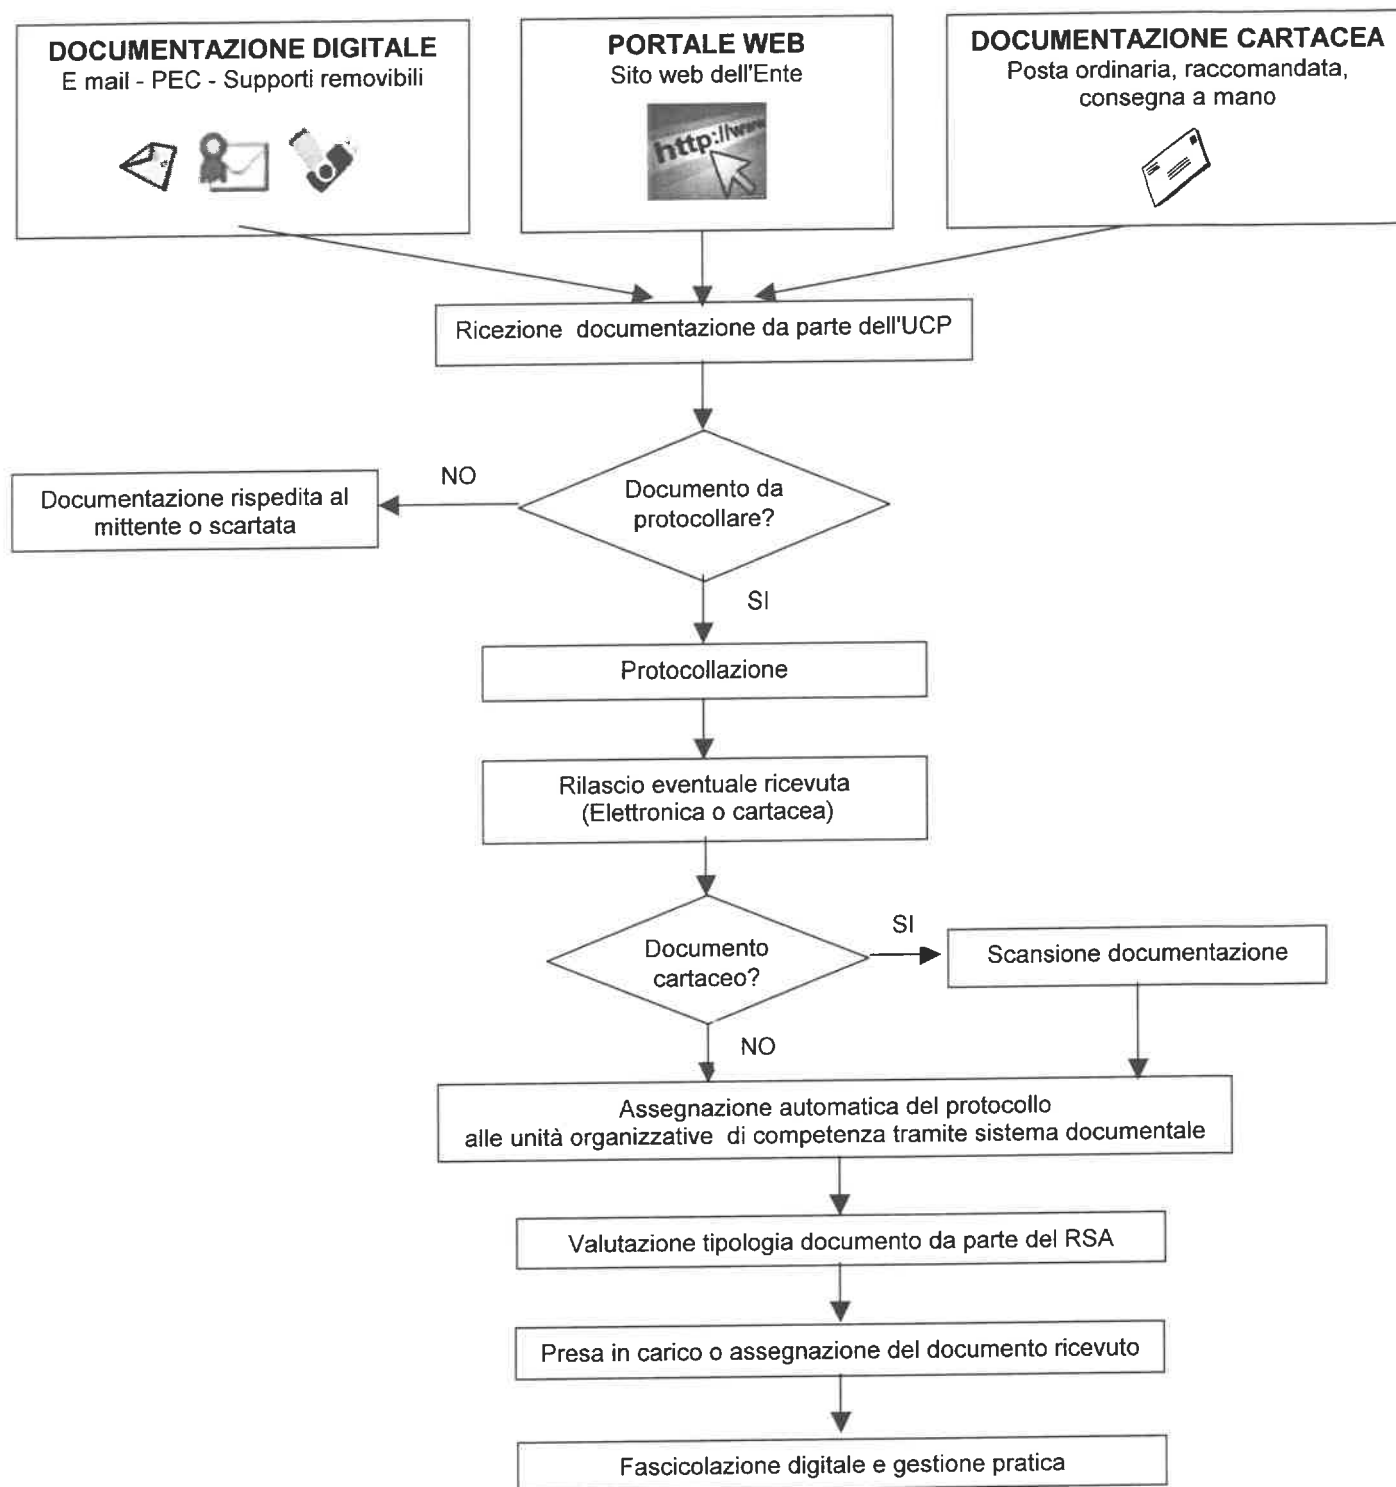 DOCUMENTAZIONE DIGITALE
E mail - PEC - Supporti removibili
PORTALE WEB
Sito web dell'Ente
http://www
DOCUMENTAZIONE CARTACEA
Posta ordinaria, raccomandata,
consegna a mano
Ricezione documentazione da parte dell'UCP
Documento da
protocollare?
NO
Documentazione rispedita al
mittente o scartata
SI
Protocollazione
Rilascio eventuale ricevuta
(Elettronica o cartacea)
Documento
cartaceo?
SI
Scansione documentazione
NO
Assegnazione automatica del protocollo
alle unità organizzative di competenza tramite sistema documentale
Valutazione tipologia documento da parte del RSA
Presa in carico o assegnazione del documento ricevuto
Fascicolazione digitale e gestione pratica